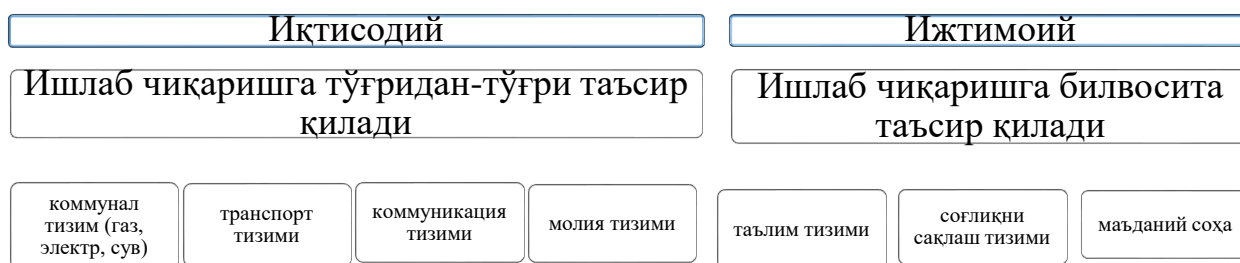 Иқтисодий
Ижтимоий
Ишлаб чиқаришга тўғридан-тўғри таъсир
қилади
Ишлаб чиқаришга билвосита
таъсир қилади
коммунал
тизим (газ,
электр, сув)
транспорт
тизими
коммуникация
тизими
молия тизими
таълим тизими
соғлиқни
сақлаш тизими
маъданий соҳа